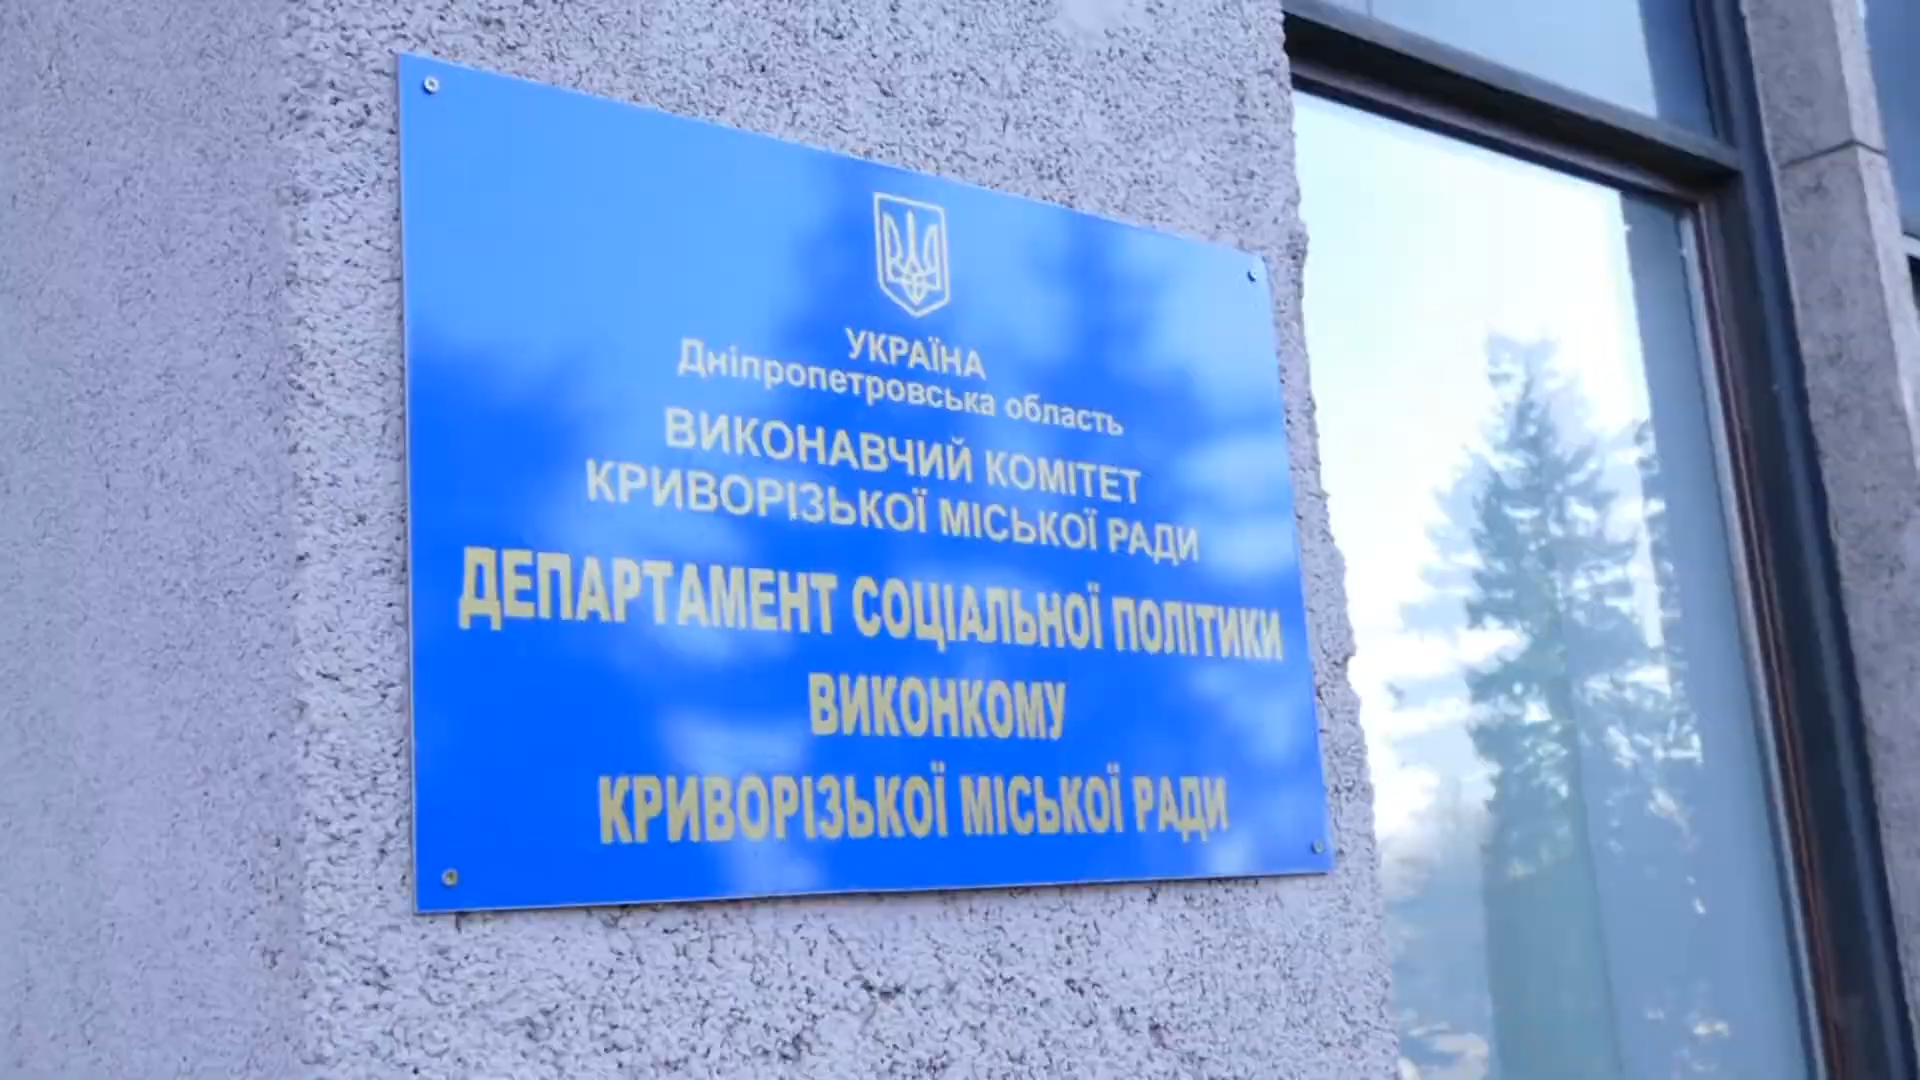 УКРАЇНА
Дніпропетровська область
ВИКОНАВЧИЙ КОМІТЕТ
КРИВОРІЗЬКОЇ МІСЬКОЇ РАДИ
ДЕПАРТАМЕНТ СОЦІАЛЬНОЇ ПОЛІТИКИ
ВИКОНКОМУ
КРИВОРІЗЬКОЇ МІСЬКОЇ РАДИ